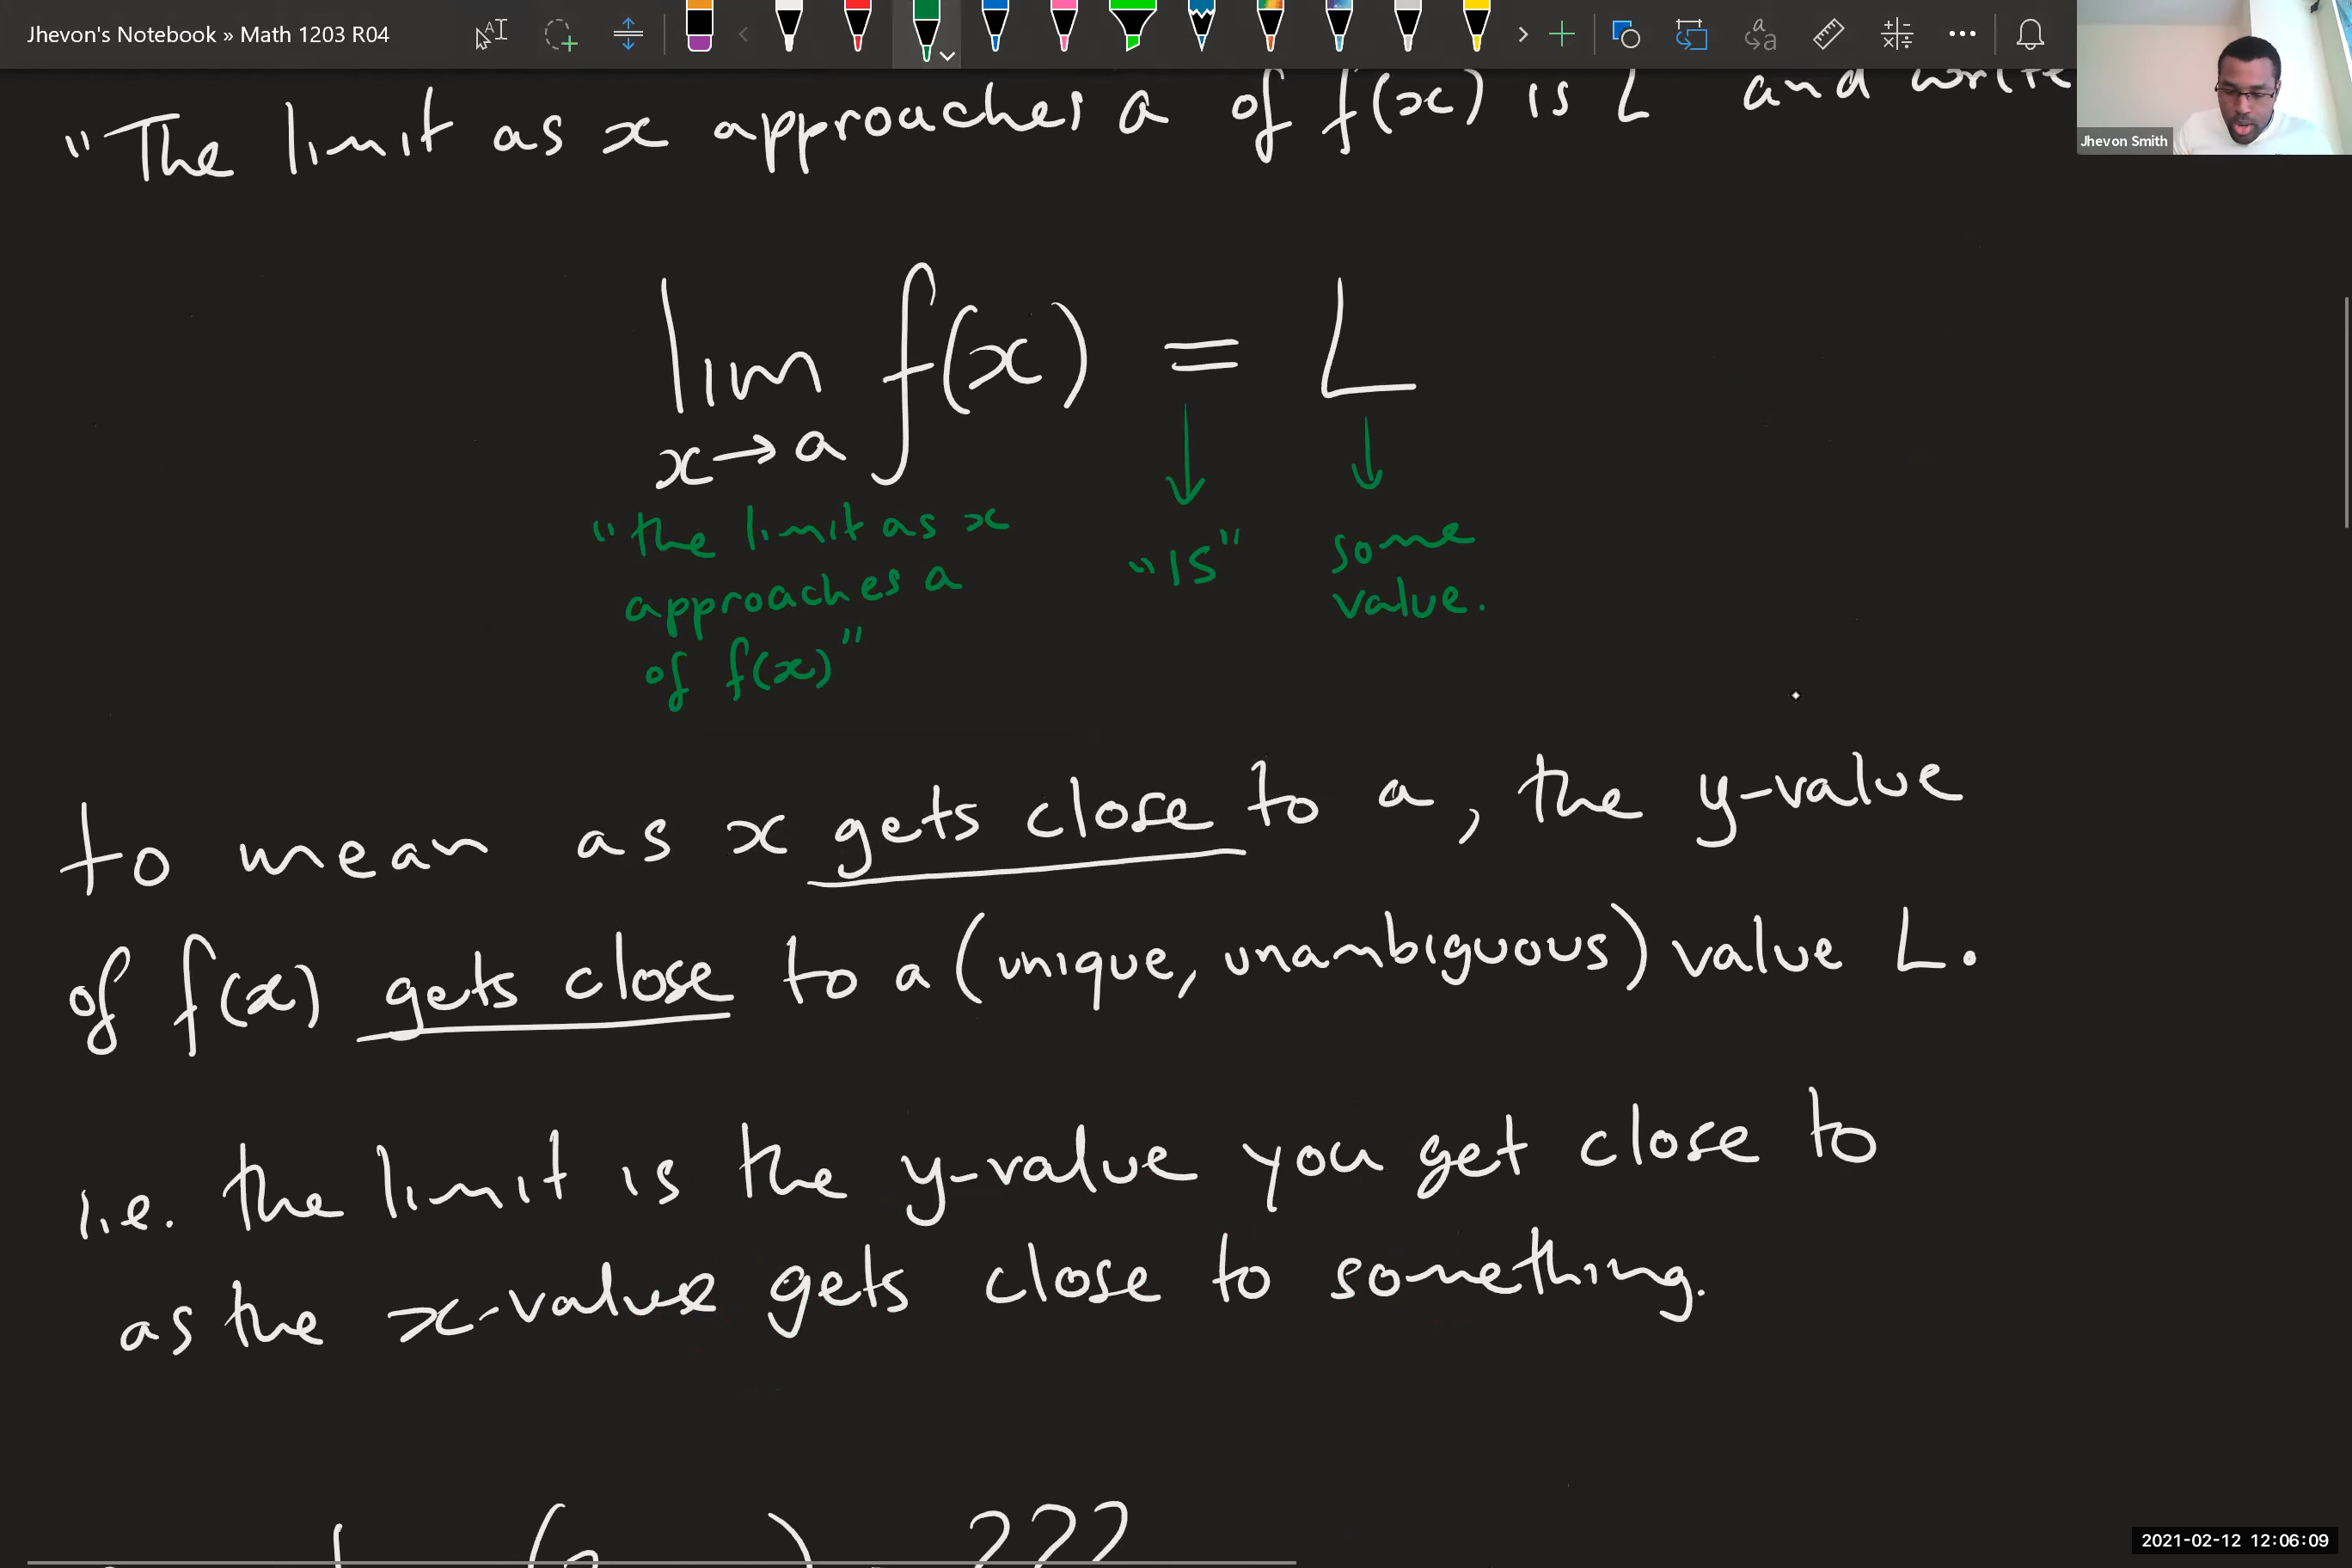 Jhevon's Notebook » Math 1203 R04
Jhevon Smith
"The limit as x approaches a of f(x) is L and write
lim f(x) = L
x→a
"the limit as x approaches a of f(x)"
"is"
some value.
to mean as x gets close to a, the y-value
of f(x) gets close to a (unique, unambiguous) value L.
i.e. the limit is the y-value you get close to
as the x-value gets close to something.
= ???
2021-02-12 12:06:09